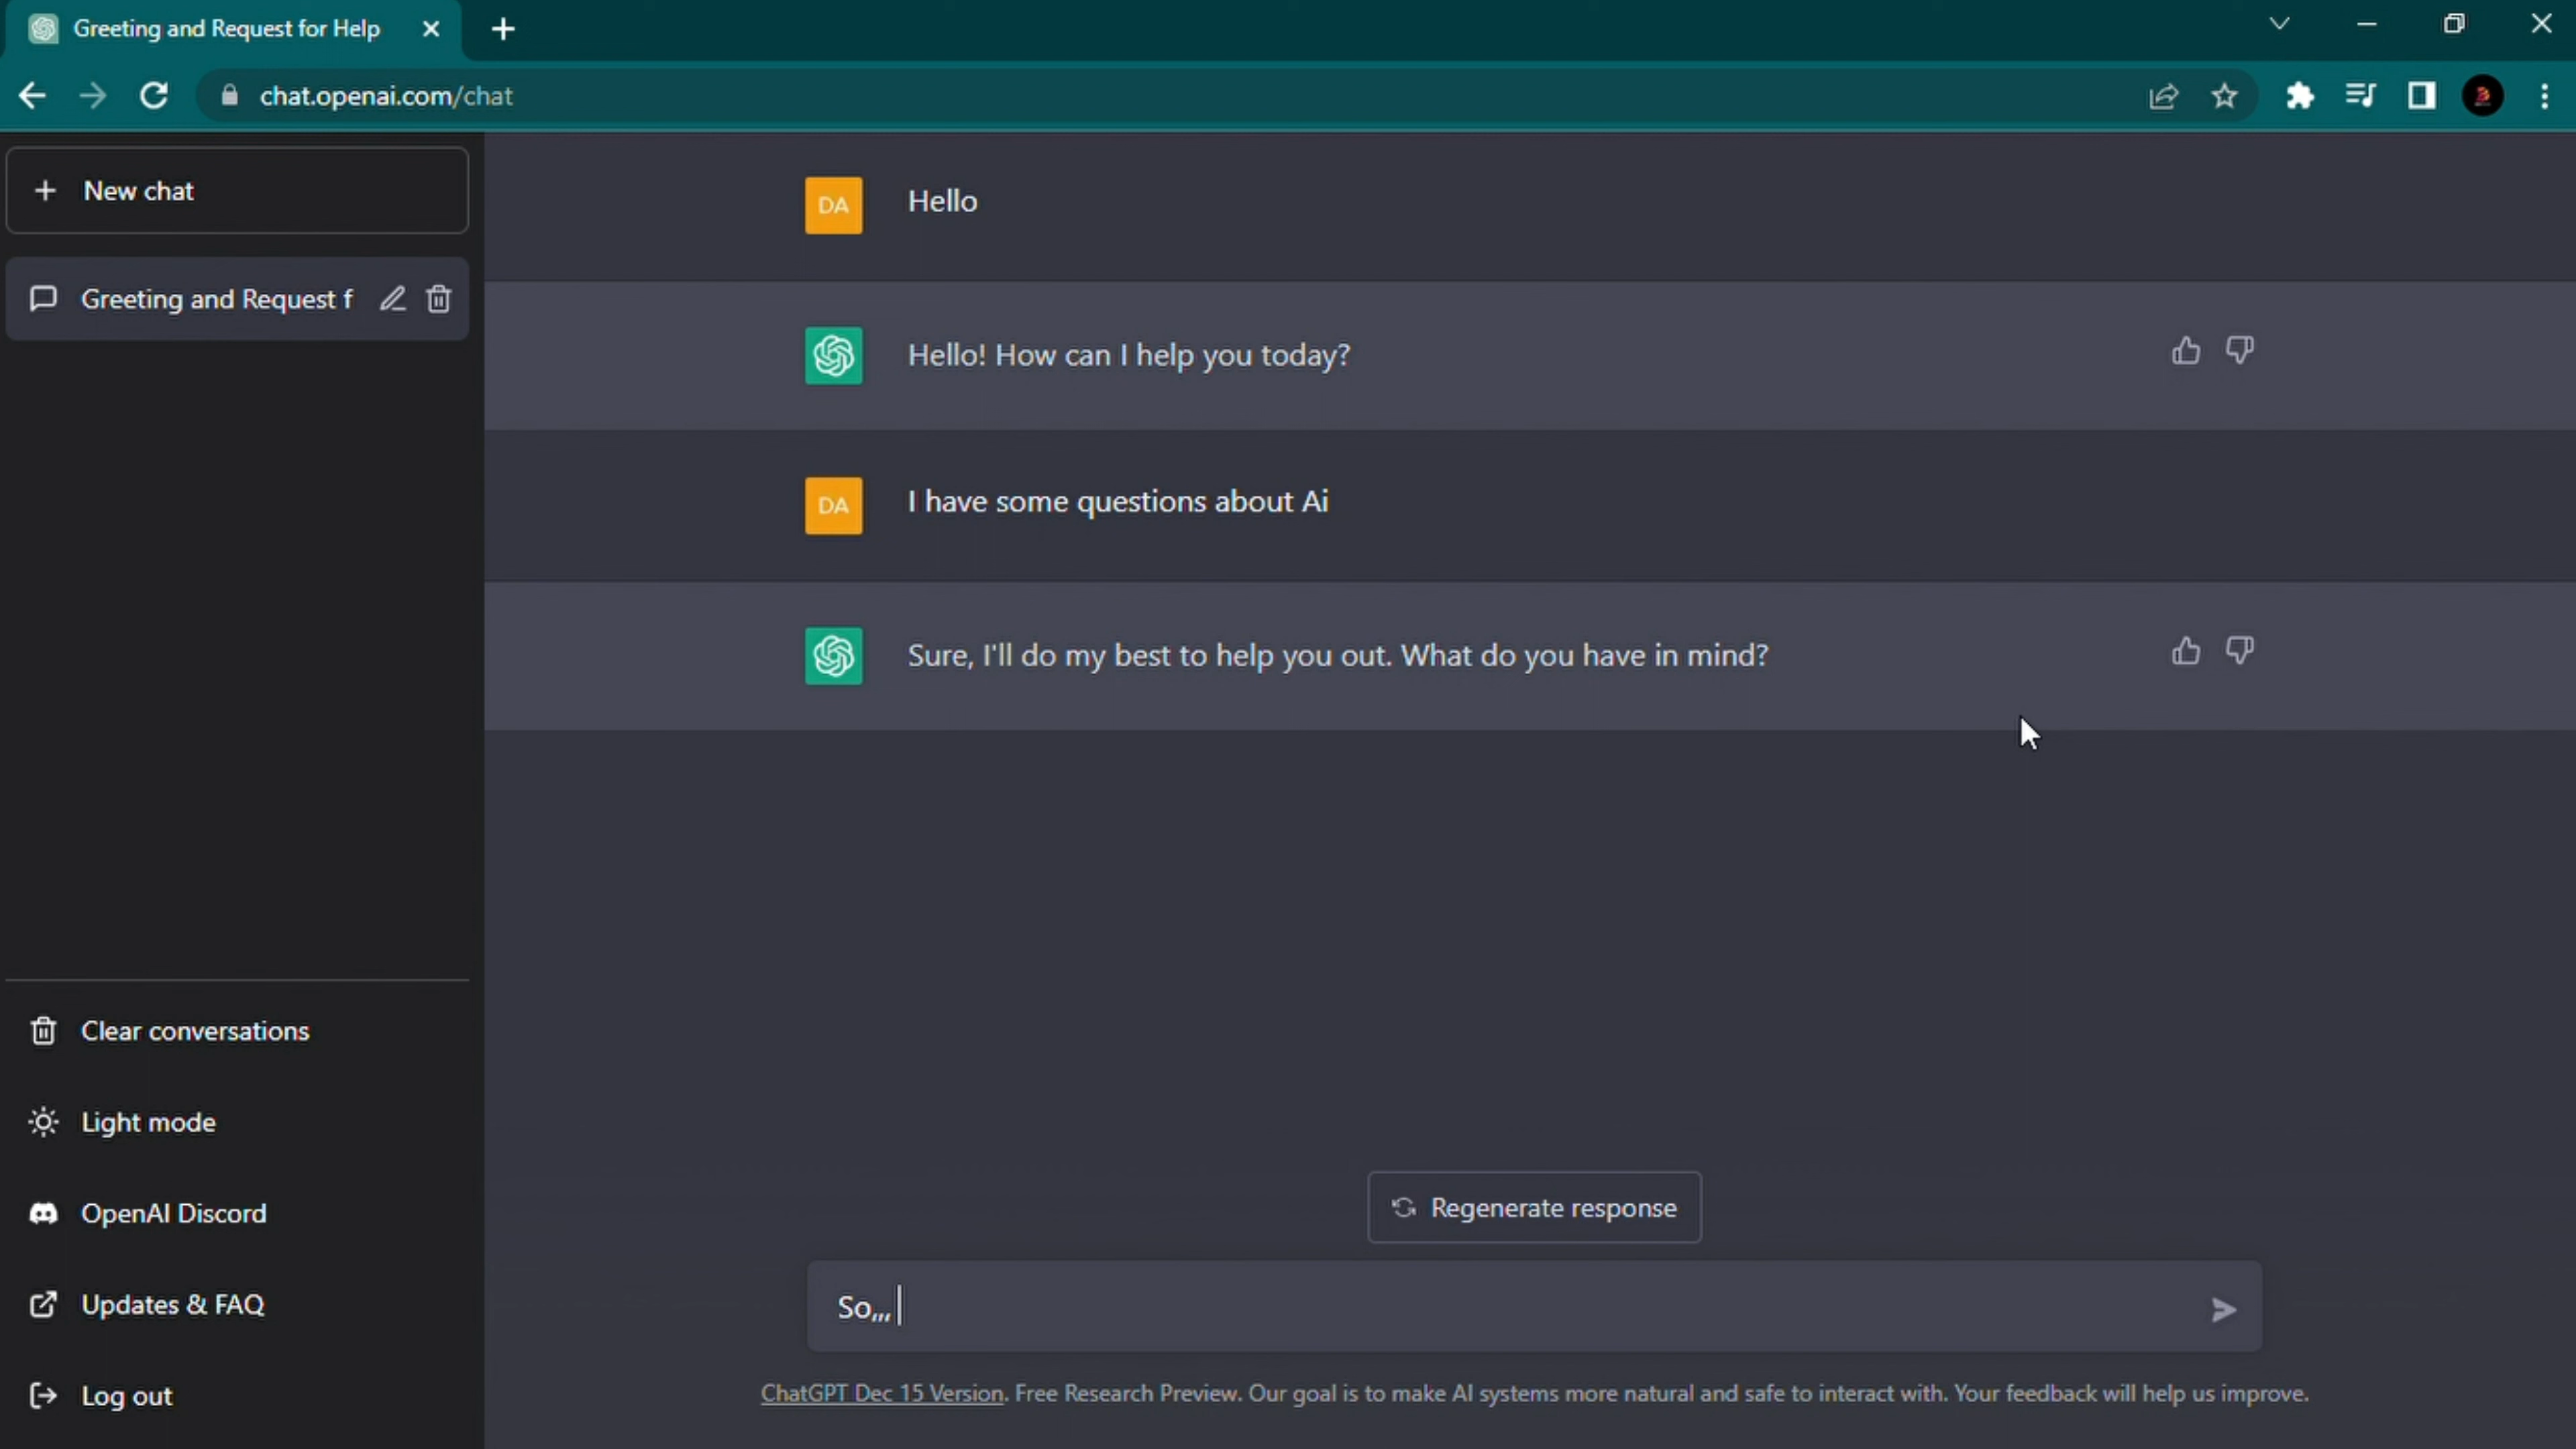 Greeting and Request for Help
chat.openai.com/chat
New chat
Greeting and Request f
DA
Hello
Hello! How can I help you today?
DA
I have some questions about Ai
Sure, I'll do my best to help you out. What do you have in mind?
Clear conversations
Light mode
OpenAI Discord
Updates & FAQ
Log out
Regenerate response
So,,,
ChatGPT Dec 15 Version. Free Research Preview. Our goal is to make AI systems more natural and safe to interact with. Your feedback will help us improve.